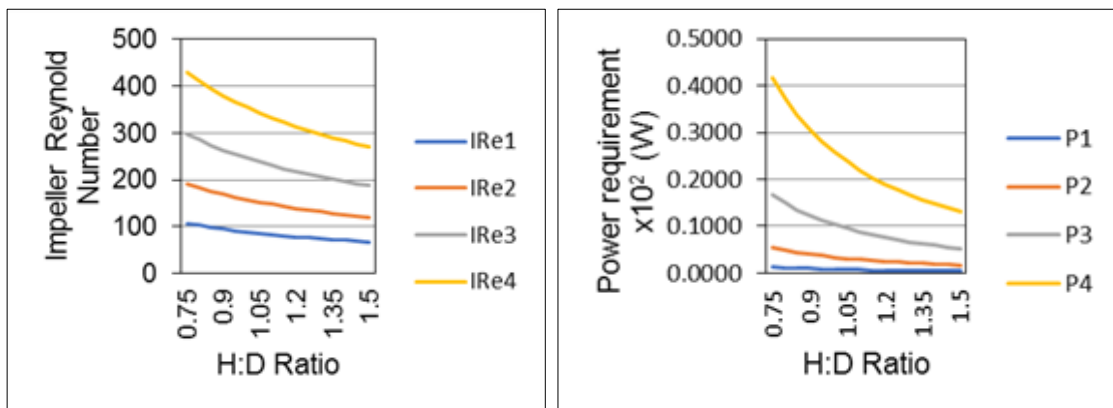 Impeller Reynold
Number
500
400
300
200
100
0
0.75
0.9
1.05
1.2
1.35
1.5
H:D Ratio
IRe1
IRe2
IRe3
IRe4
Power requirement
x10² (W)
0.5000
0.4000
0.3000
0.2000
0.1000
0.0000
0.75
0.9
1.05
1.2
1.35
1.5
H:D Ratio
P1
P2
P3
P4